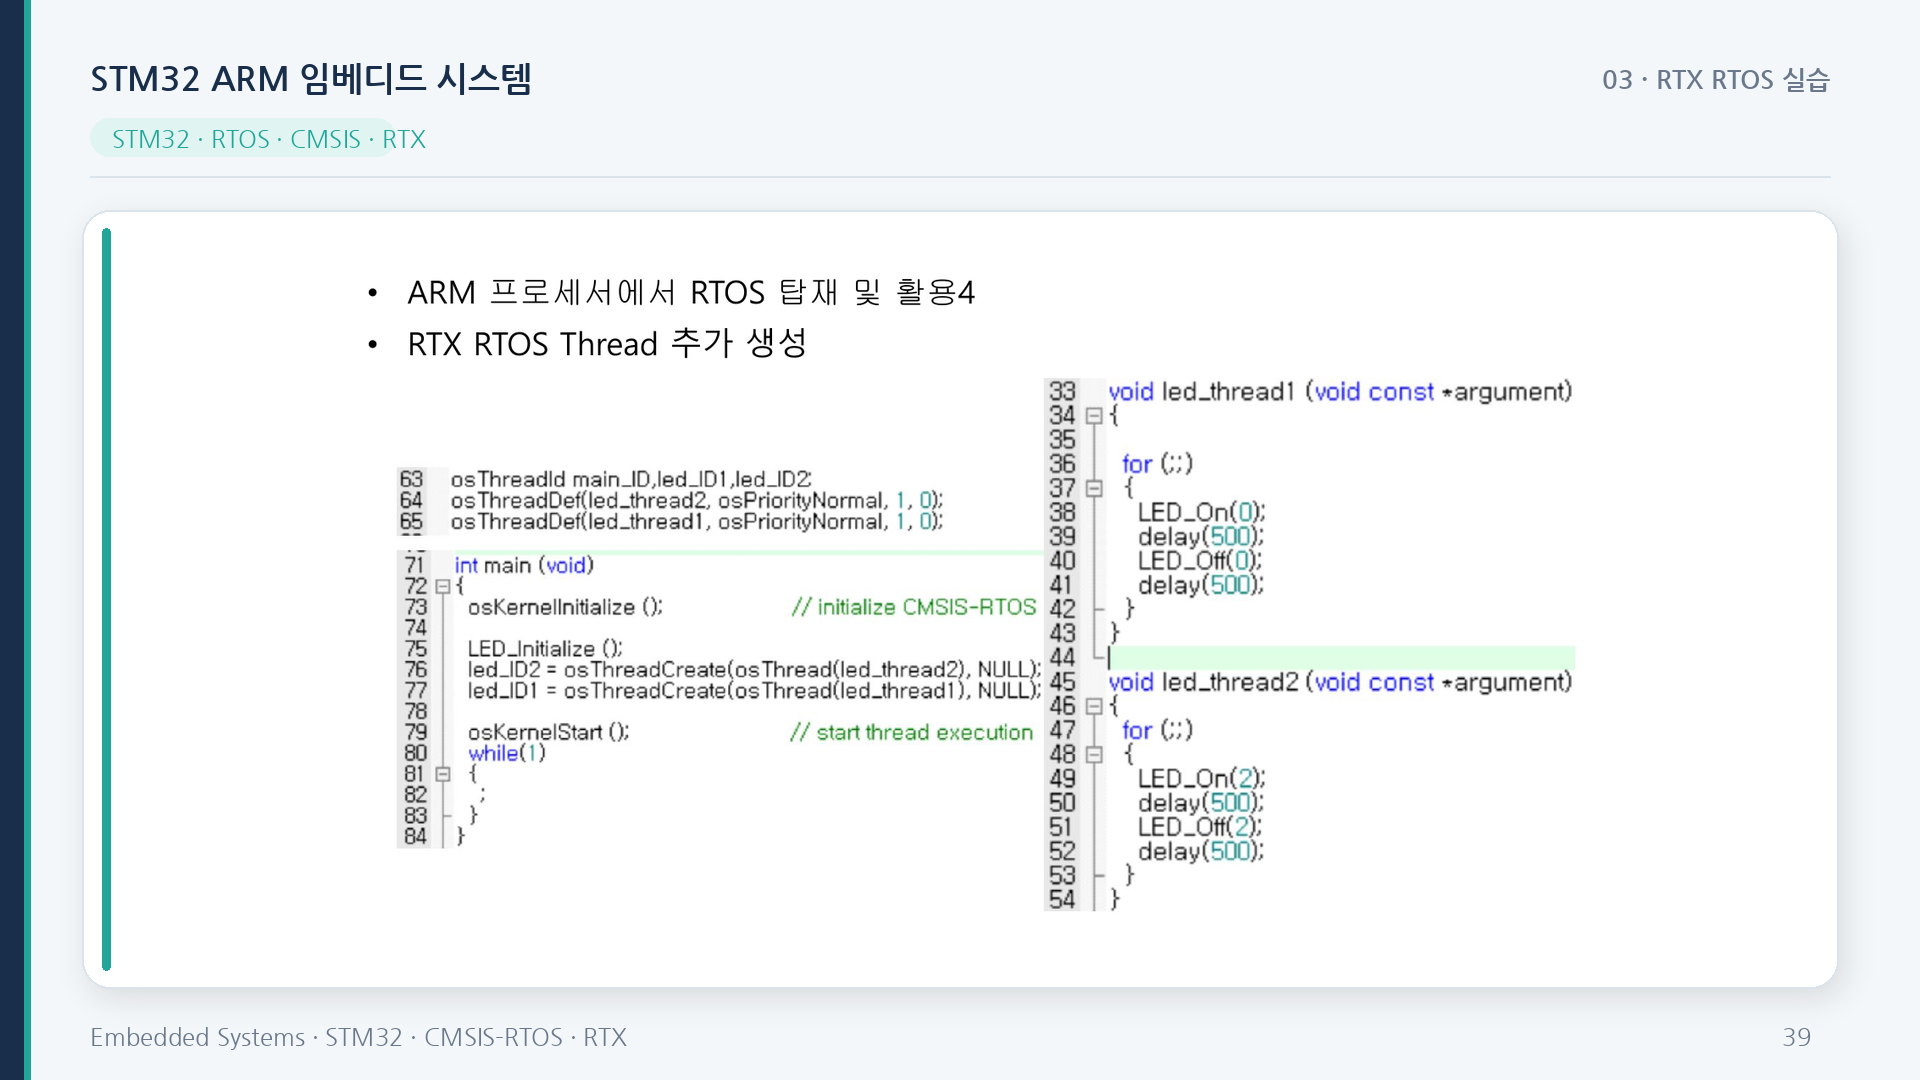 STM32 ARM 임베디드 시스템
03 · RTX RTOS 실습
STM32 · RTOS · CMSIS · RTX
• ARM 프로세서에서 RTOS 탑재 및 활용4
• RTX RTOS Thread 추가 생성
63 osThreadId main_ID,led_ID1,led_ID2;
64 osThreadDef(led_thread2, osPriorityNormal, 1, 0);
65 osThreadDef(led_thread1, osPriorityNormal, 1, 0);
71 int main (void)
72 {
73 osKernelInitialize (); // initialize CMSIS-RTOS
74
75 LED_Initialize ();
76 led_ID2 = osThreadCreate(osThread(led_thread2), NULL);
77 led_ID1 = osThreadCreate(osThread(led_thread1), NULL);
78
79 osKernelStart (); // start thread execution
80 while(1)
81 {
82 ;
83 }
84 }
33 void led_thread1 (void const *argument)
34 {
35
36 for (;;)
37 {
38 LED_On(0);
39 delay(500);
40 LED_Off(0);
41 delay(500);
42 }
43 }
44
45 void led_thread2 (void const *argument)
46 {
47 for (;;)
48 {
49 LED_On(2);
50 delay(500);
51 LED_Off(2);
52 delay(500);
53 }
54 }
Embedded Systems · STM32 · CMSIS-RTOS · RTX
39